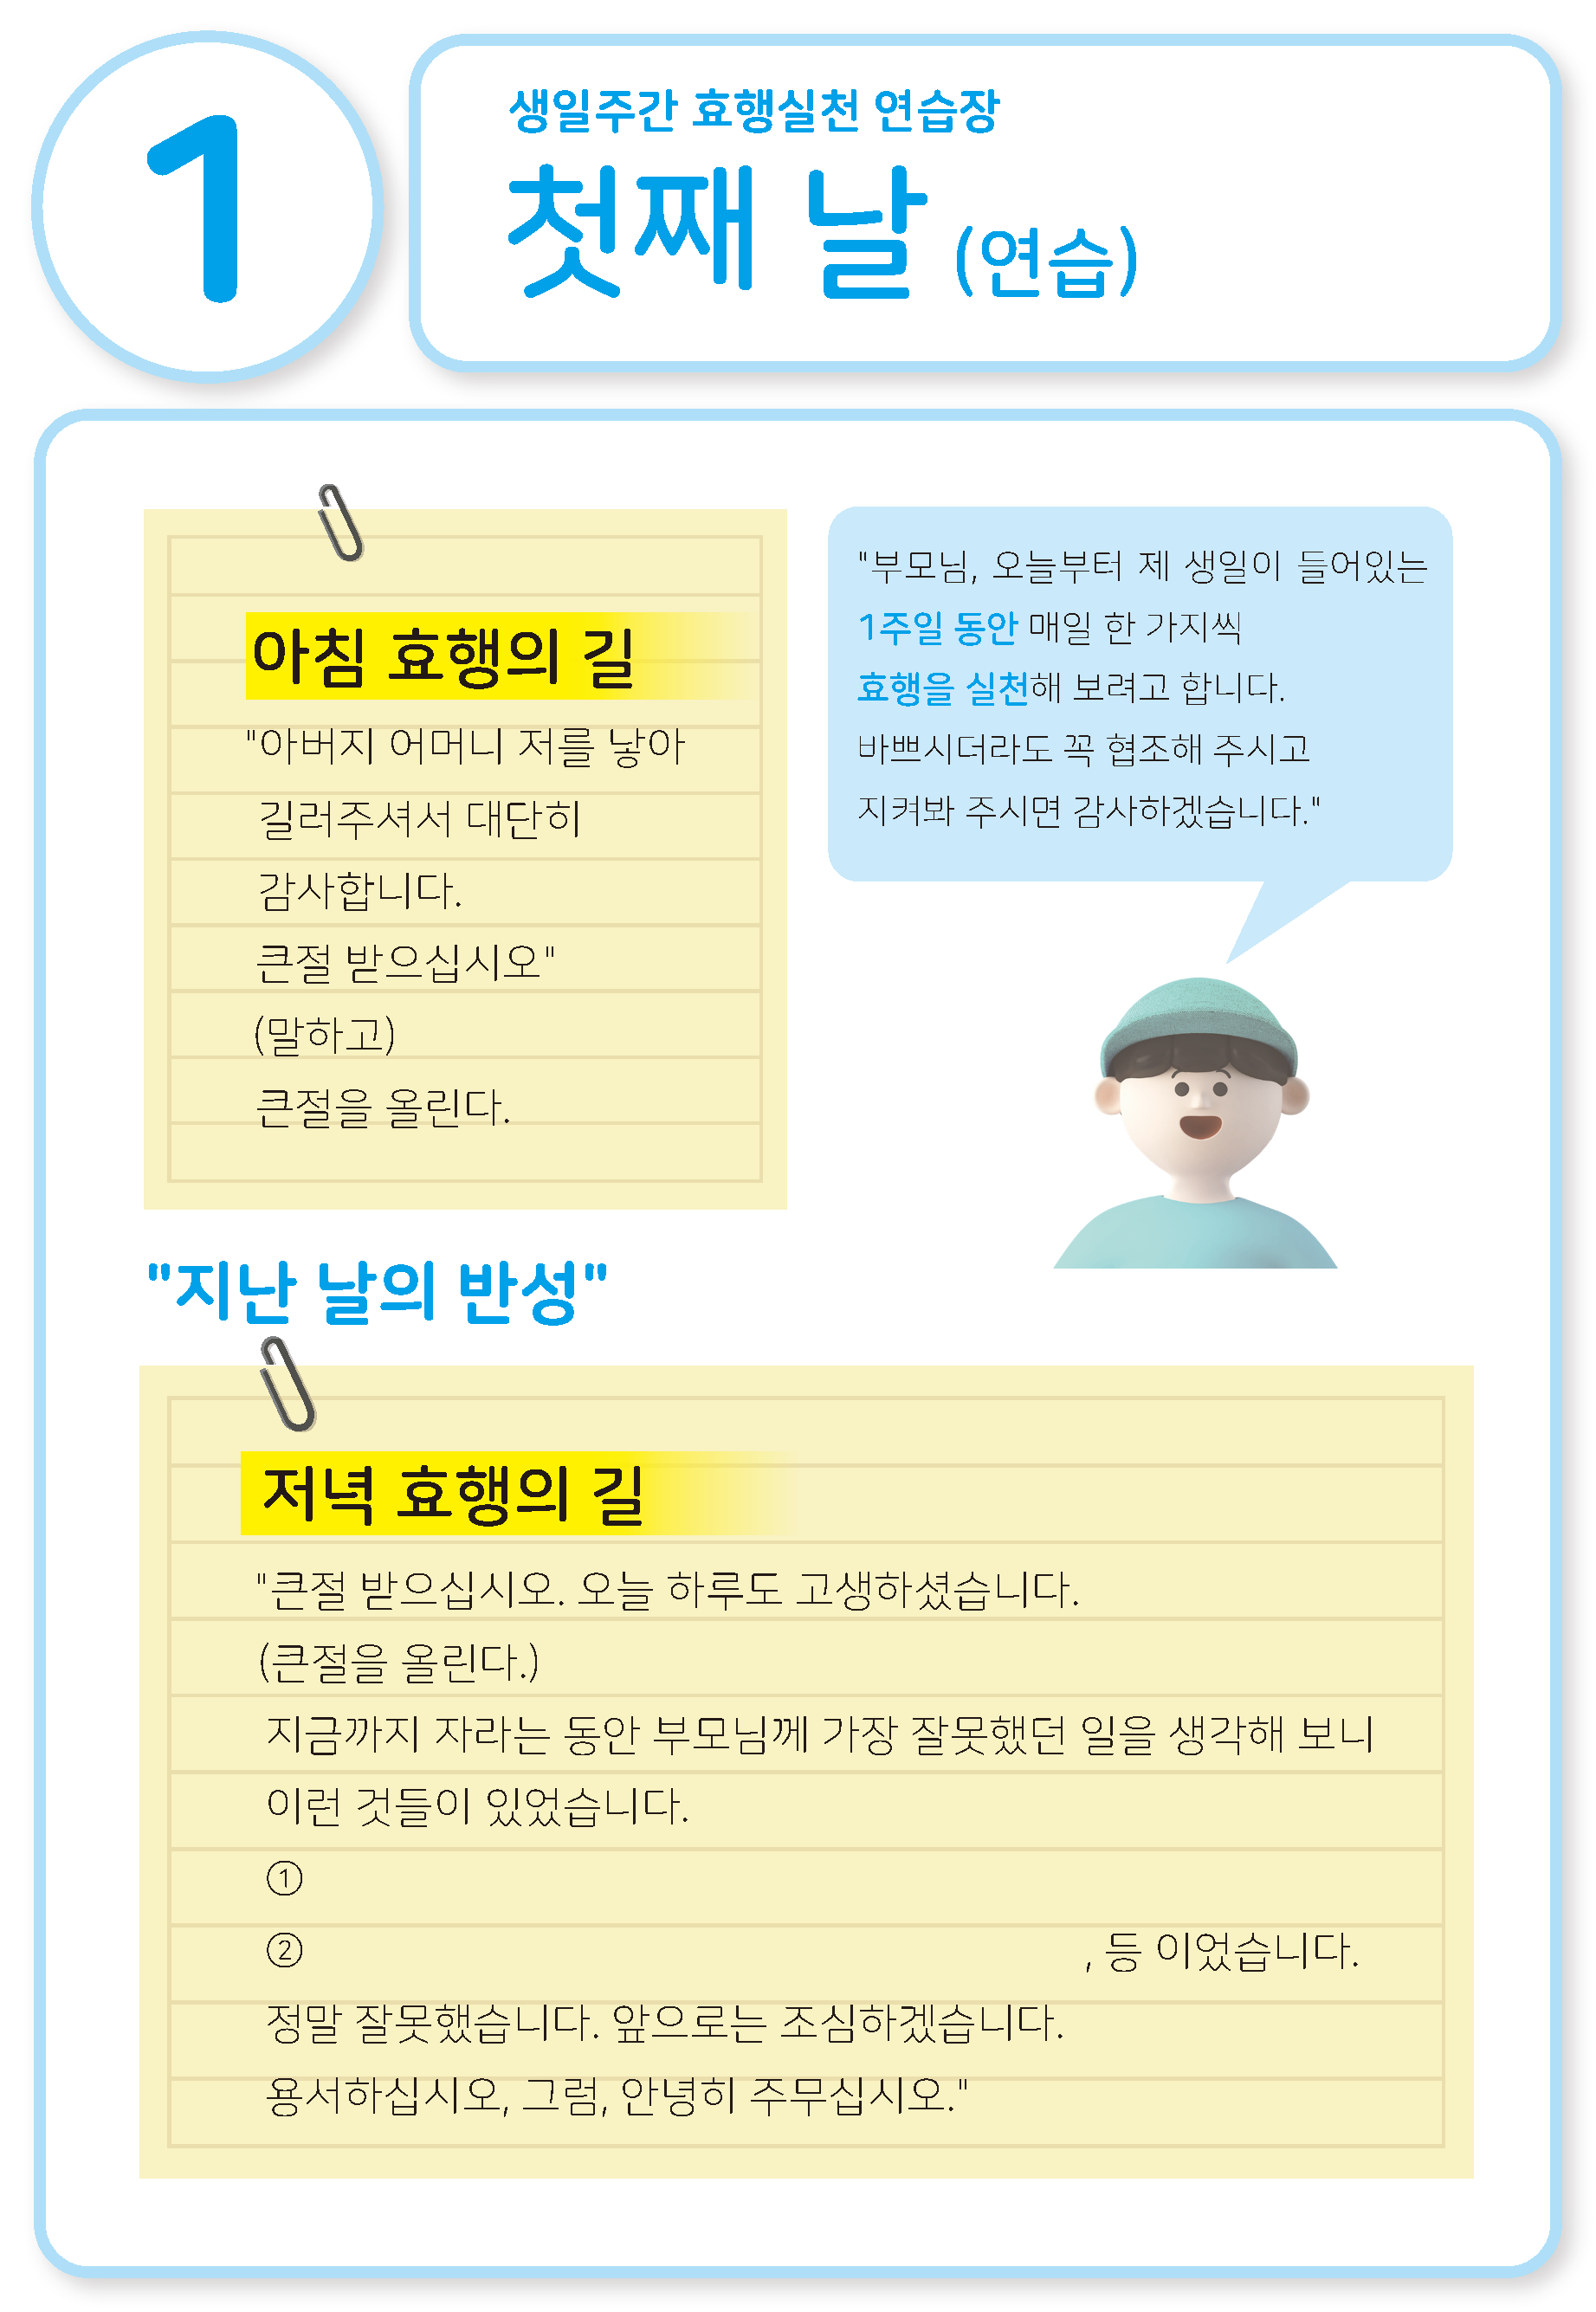 1
생일주간 효행실천 연습장
첫째 날 (연습)
아침 효행의 길
"아버지 어머니 저를 낳아
길러주셔서 대단히
감사합니다.
큰절 받으십시오"
(말하고)
큰절을 올린다.
"부모님, 오늘부터 제 생일이 들어있는
1주일 동안 매일 한 가지씩
효행을 실천해 보려고 합니다.
바쁘시더라도 꼭 협조해 주시고
지켜봐 주시면 감사하겠습니다."
"지난 날의 반성"
저녁 효행의 길
"큰절 받으십시오. 오늘 하루도 고생하셨습니다.
(큰절을 올린다.)
지금까지 자라는 동안 부모님께 가장 잘못했던 일을 생각해 보니
이런 것들이 있었습니다.
①
② , 등 이었습니다.
정말 잘못했습니다. 앞으로는 조심하겠습니다.
용서하십시오, 그럼, 안녕히 주무십시오."